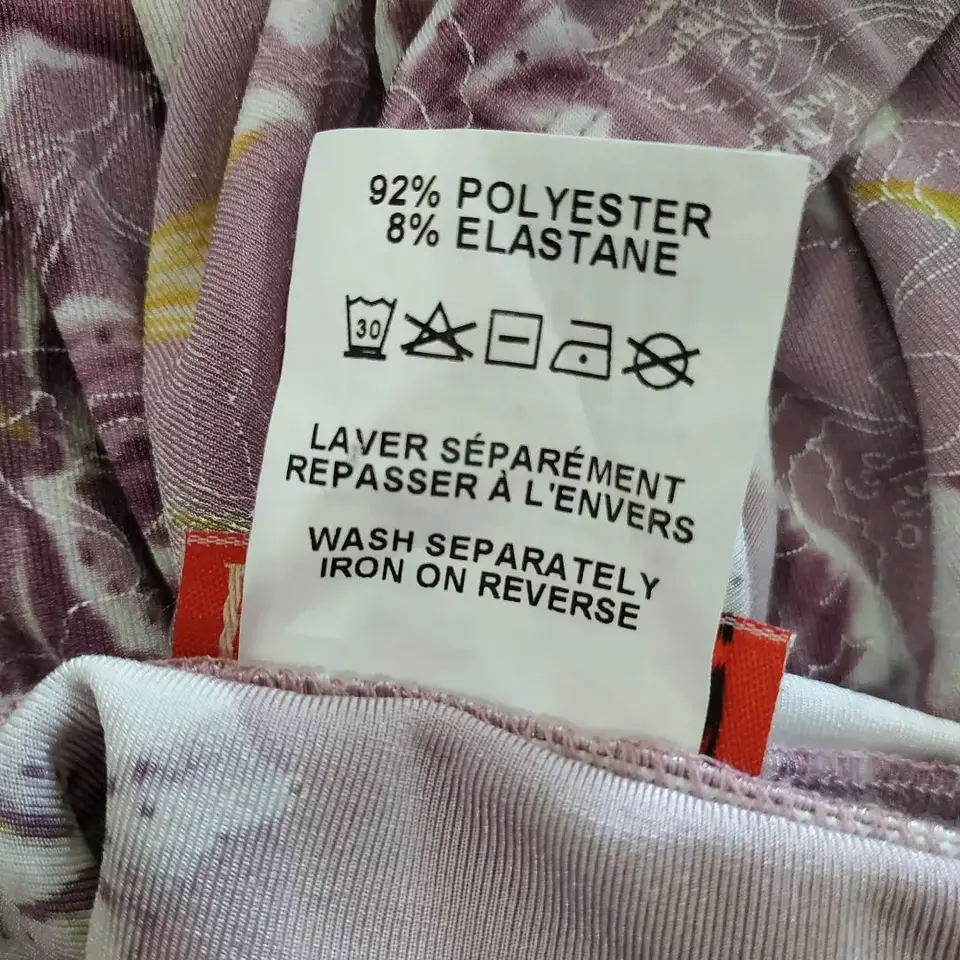 92% POLYESTER
8% ELASTANE
30
LAVER SÉPARÉMENT
REPASSER À L'ENVERS
WASH SEPARATELY
IRON ON REVERSE